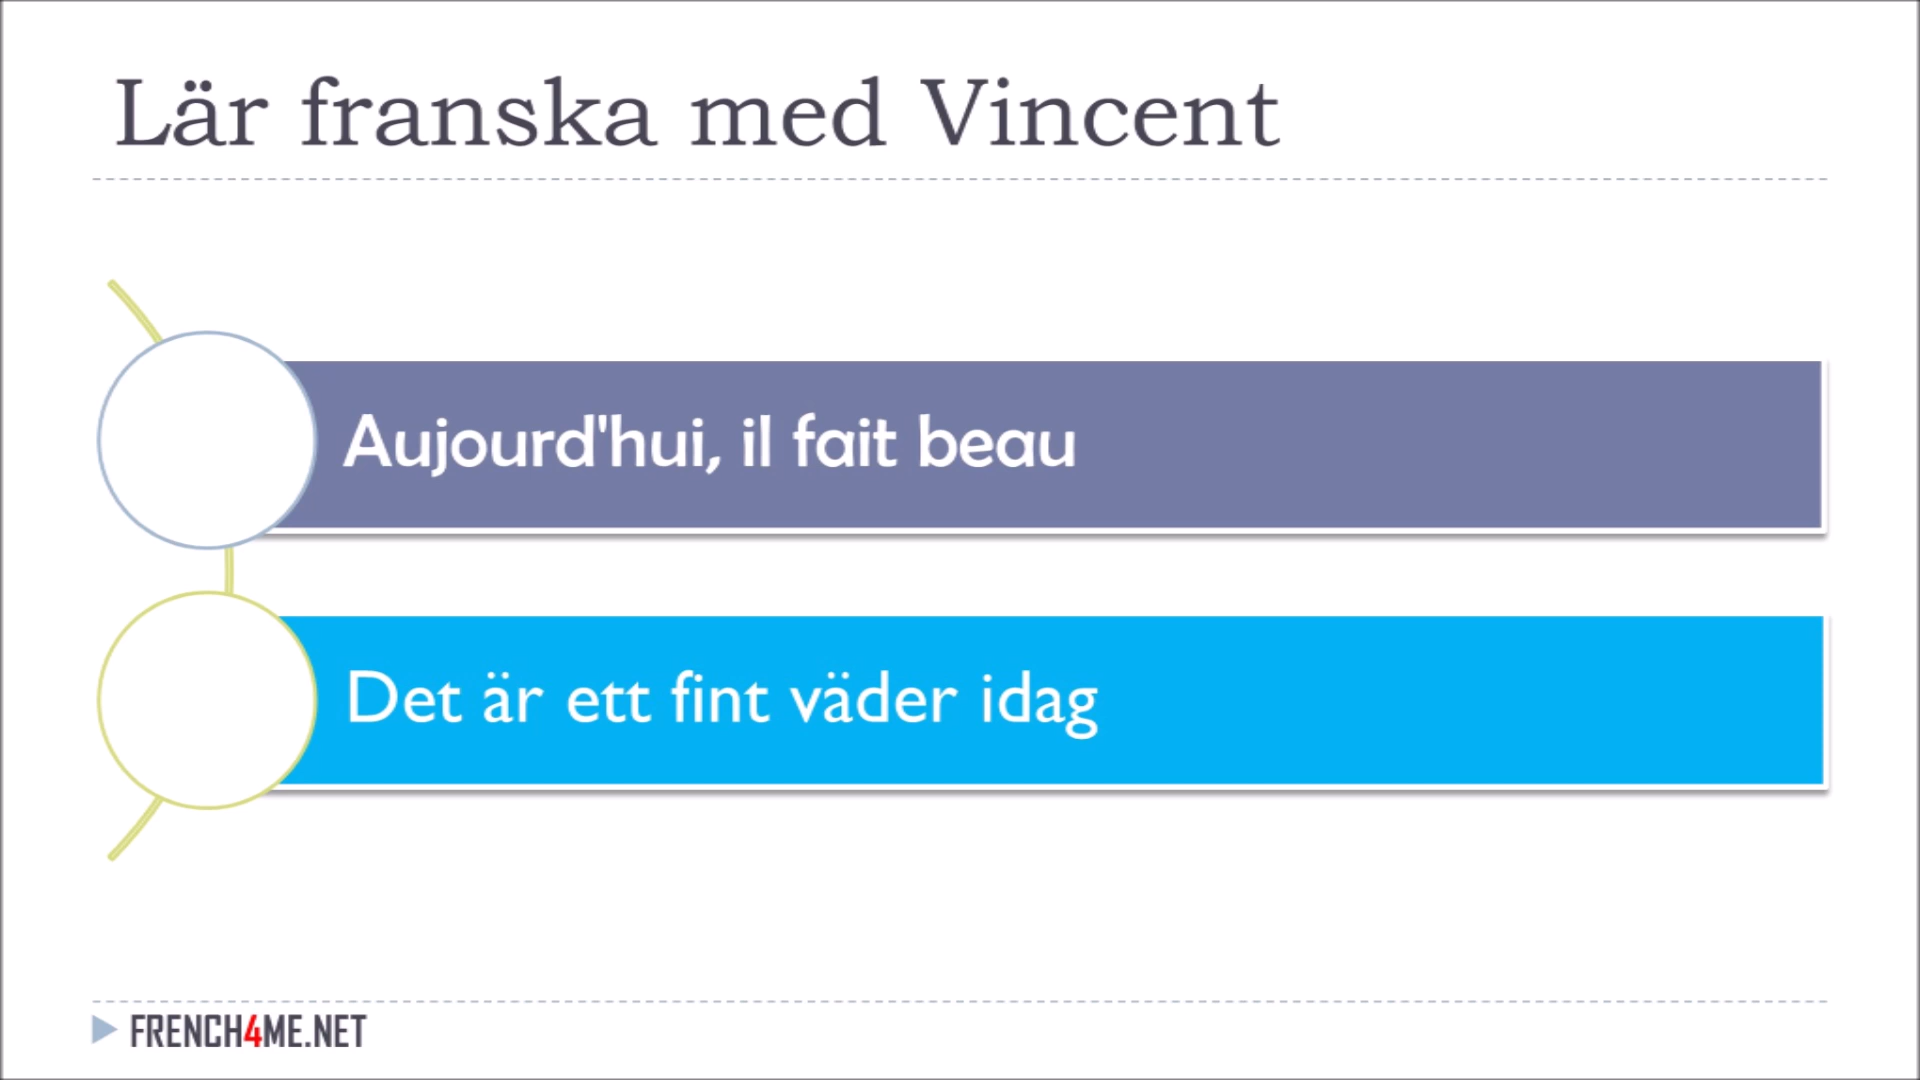 Lär franska med Vincent
Aujourd'hui, il fait beau
Det är ett fint väder idag
FRENCH4ME.NET